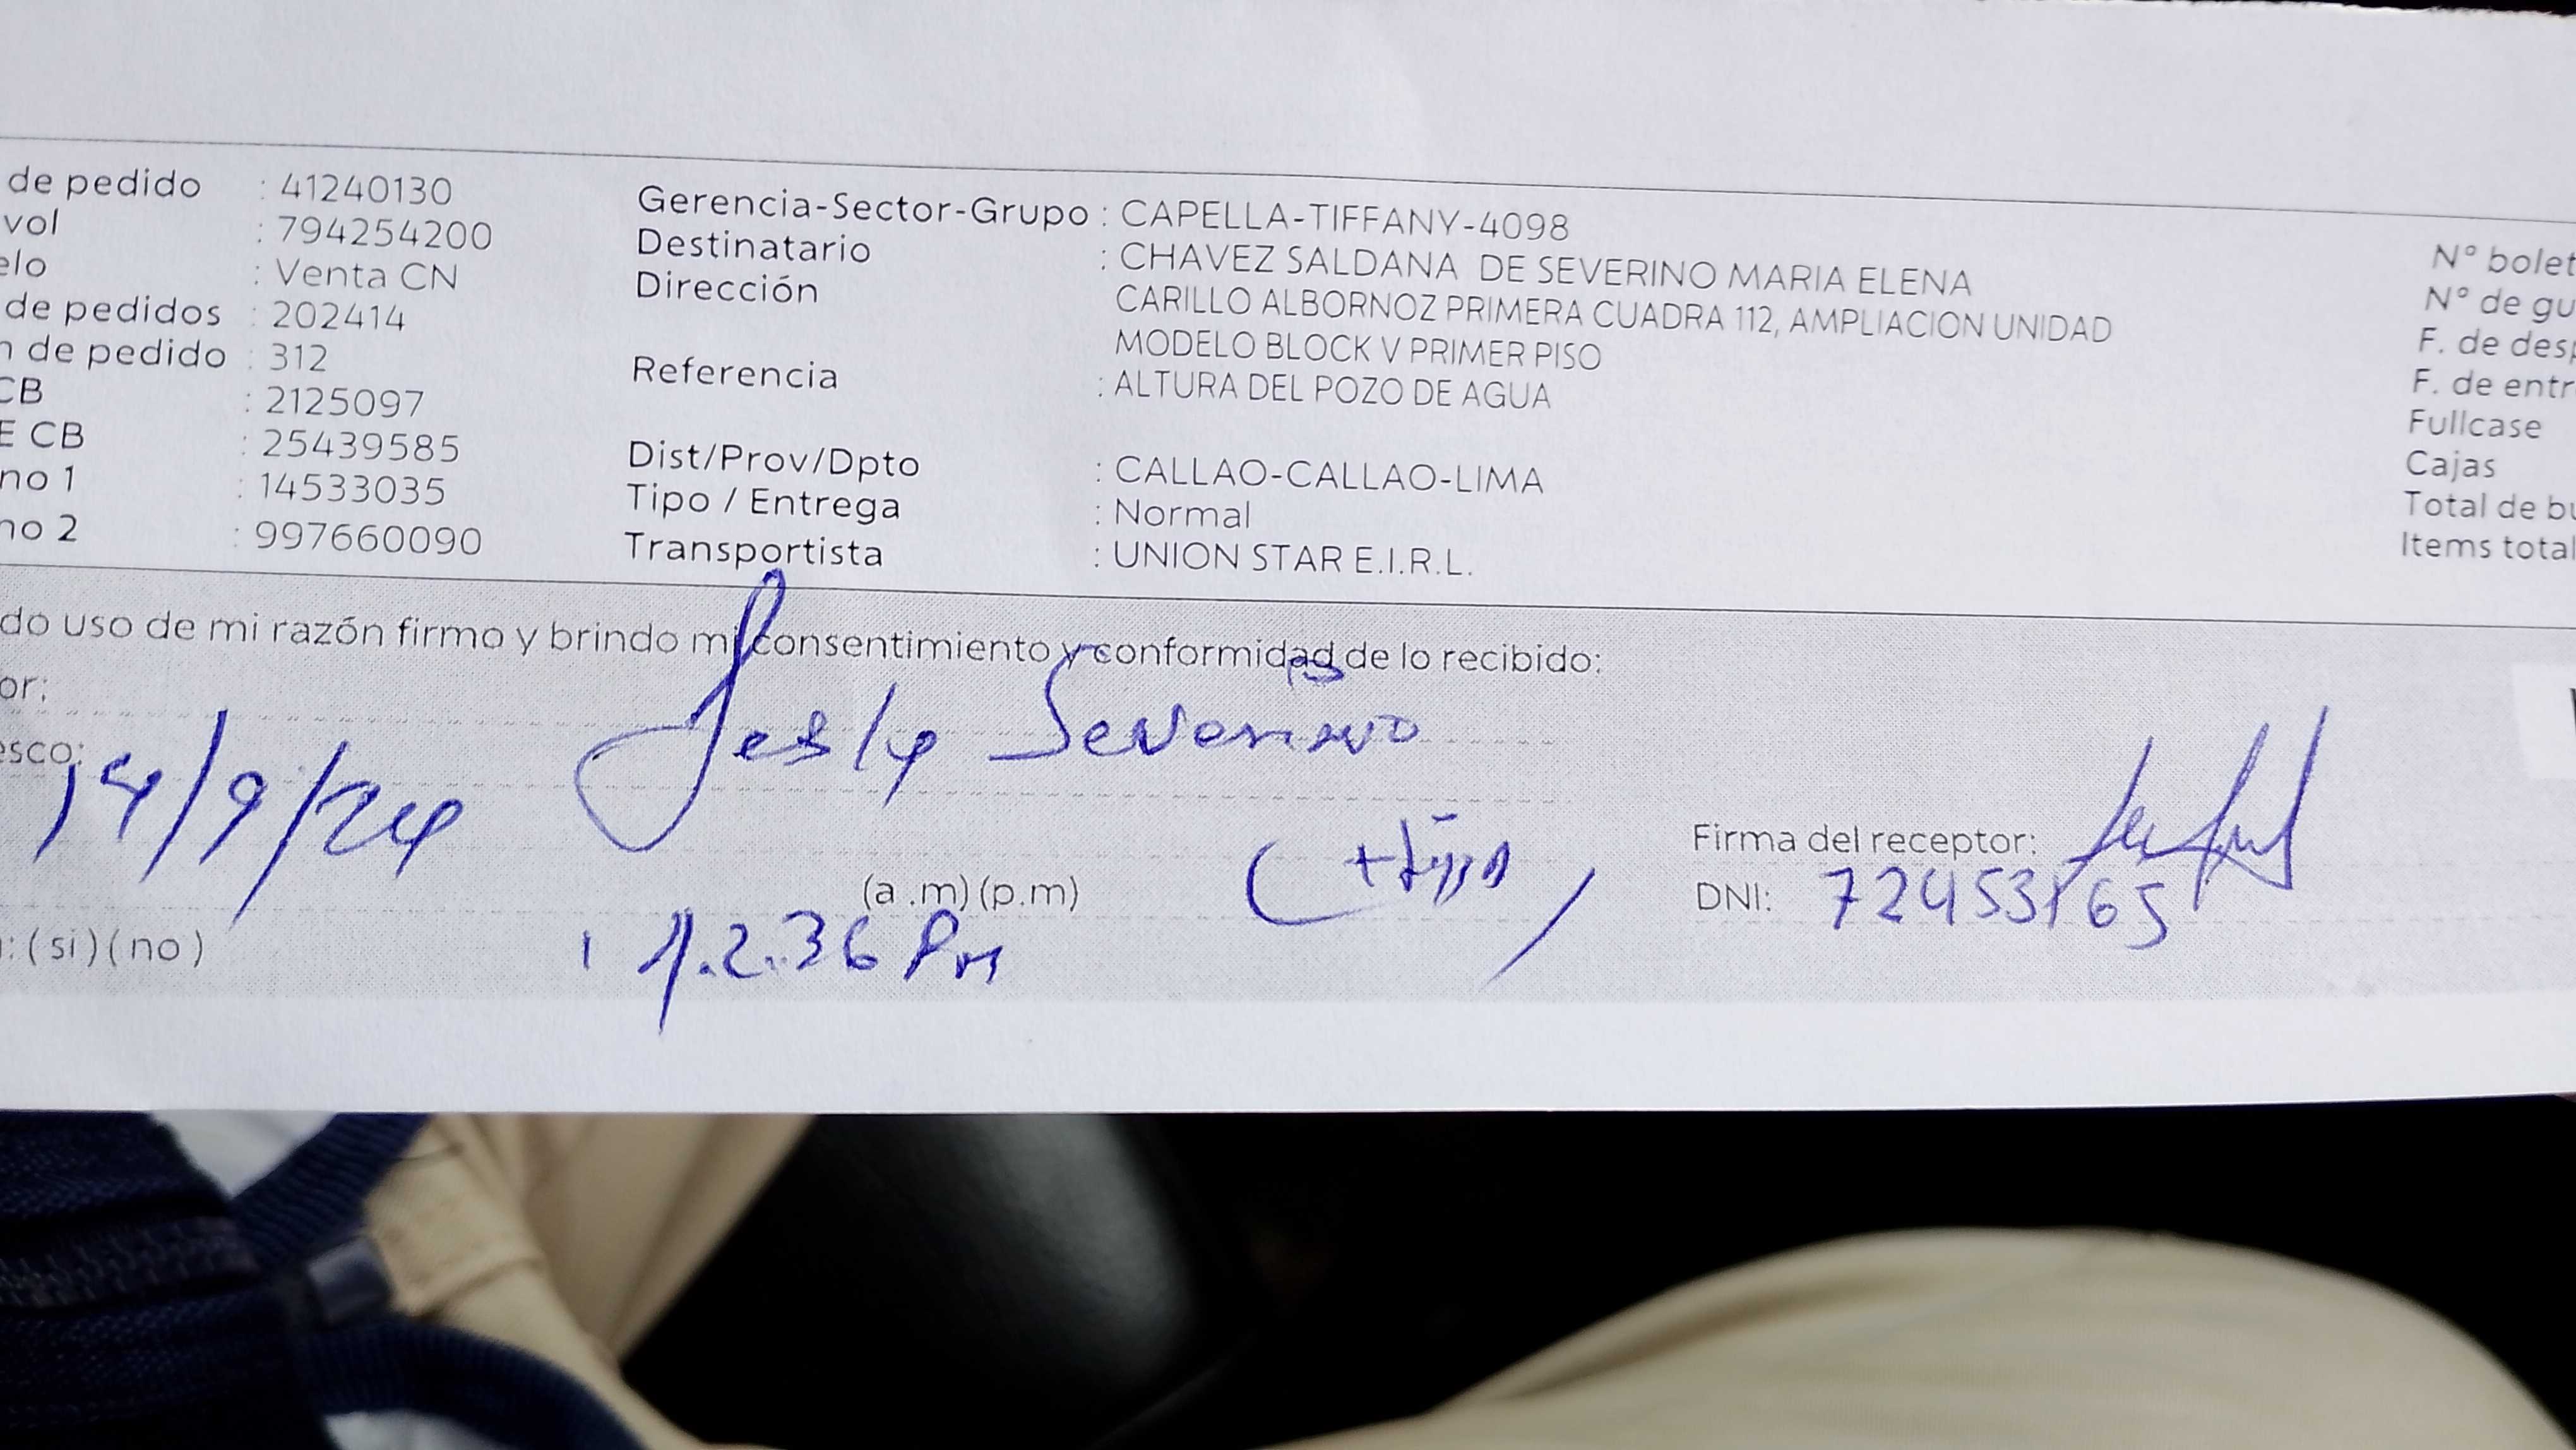 de pedido : 41240130
vol : 794254200
elo : Venta CN
de pedidos : 202414
n de pedido : 312
CB : 2125097
E CB : 25439585
no 1 : 14533035
no 2 : 997660090
Gerencia-Sector-Grupo : CAPELLA-TIFFANY-4098
Destinatario : CHAVEZ SALDANA DE SEVERINO MARIA ELENA
Dirección CARILLO ALBORNOZ PRIMERA CUADRA 112, AMPLIACION UNIDAD
MODELO BLOCK V PRIMER PISO
Referencia : ALTURA DEL POZO DE AGUA
Dist/Prov/Dpto : CALLAO-CALLAO-LIMA
Tipo / Entrega : Normal
Transportista : UNION STAR E.I.R.L.
N° bolet
N° de gu
F. de desp
F. de entr
Fullcase
Cajas
Total de bu
Items total
do uso de mi razón firmo y brindo mi consentimiento y conformidad de lo recibido:
or:
Severino
esco:
14/9/24
Firma del receptor:
(a .m) (p.m)
DNI: 72453165
: ( si ) ( no )
2.36 Pm